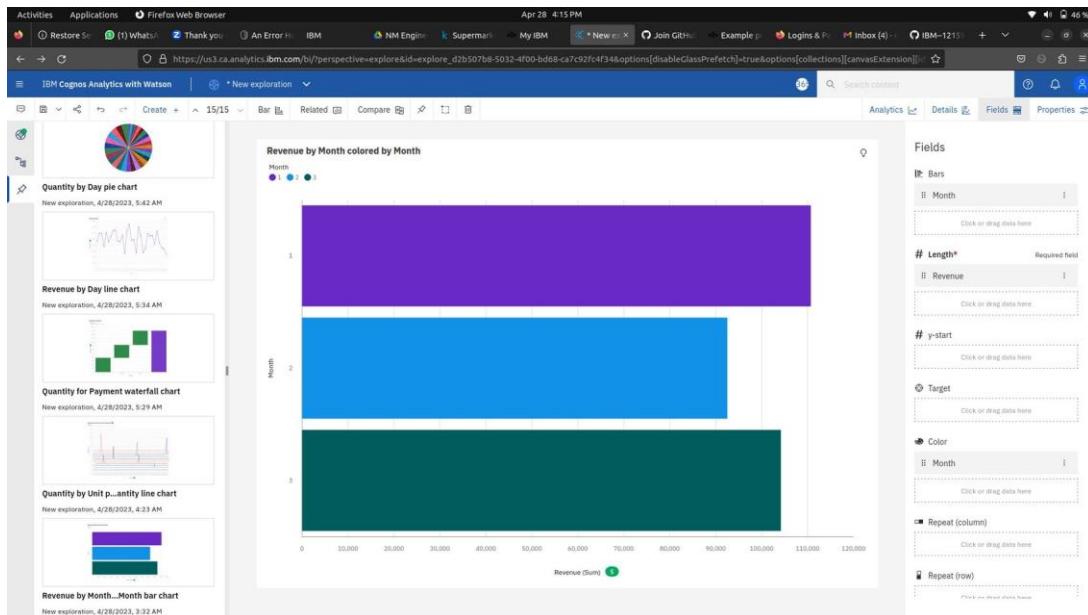 Activities Applications Firefox Web Browser Apr 28 4:15 PM 46 %
Restore Se (1) WhatsA Thank you An Error H IBM NM Engine Supermark My IBM * New ex Join GitHu Example p Logins & Pa Inbox (4) - IBM-1215
https://us3.ca.analytics.ibm.com/bi/?perspective=explore&id=explore_d2b507b8-5032-4f00-bd68-ca7c92fc4f34&options[disableGlassPrefetch]=true&options[collections][canvasExtension][
IBM Cognos Analytics with Watson * New exploration Search content
Create + 15/15 Bar Related Compare Analytics Details Fields Properties
Quantity by Day pie chart
New exploration, 4/28/2023, 5:42 AM
Revenue by Day line chart
New exploration, 4/28/2023, 5:34 AM
Quantity for Payment waterfall chart
New exploration, 4/28/2023, 5:29 AM
Quantity by Unit p...antity line chart
New exploration, 4/28/2023, 4:23 AM
Revenue by Month...Month bar chart
New exploration, 4/28/2023, 3:32 AM
Revenue by Month colored by Month
Month
1 2 3
1
2
3
Month
0 10,000 20,000 30,000 40,000 50,000 60,000 70,000 80,000 90,000 100,000 110,000 120,000
Revenue (Sum)
Fields
Bars
Month
Click or drag data here
# Length* Required field
Revenue
Click or drag data here
# y-start
Click or drag data here
Target
Click or drag data here
Color
Month
Click or drag data here
Repeat (column)
Click or drag data here
Repeat (row)
Click or drag data here